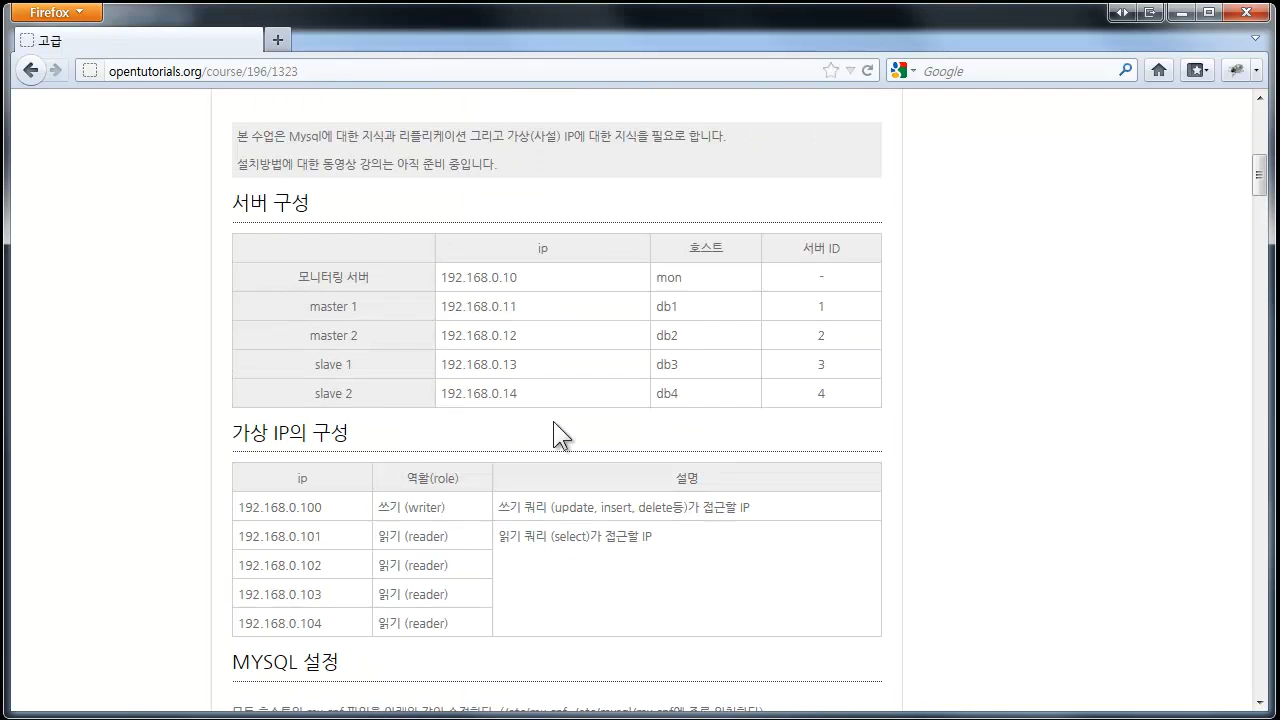 Firefox
고급
opentutorials.org/course/196/1323
Google
본 수업은 Mysql에 대한 지식과 리플리케이션 그리고 가상(사설) IP에 대한 지식을 필요로 합니다.
설치방법에 대한 동영상 강의는 아직 준비 중입니다.
서버 구성
ip 호스트 서버 ID
모니터링 서버 192.168.0.10 mon -
master 1 192.168.0.11 db1 1
master 2 192.168.0.12 db2 2
slave 1 192.168.0.13 db3 3
slave 2 192.168.0.14 db4 4
가상 IP의 구성
ip 역활(role) 설명
192.168.0.100 쓰기 (writer) 쓰기 쿼리 (update, insert, delete등)가 접근할 IP
192.168.0.101 읽기 (reader) 읽기 쿼리 (select)가 접근할 IP
192.168.0.102 읽기 (reader)
192.168.0.103 읽기 (reader)
192.168.0.104 읽기 (reader)
MYSQL 설정